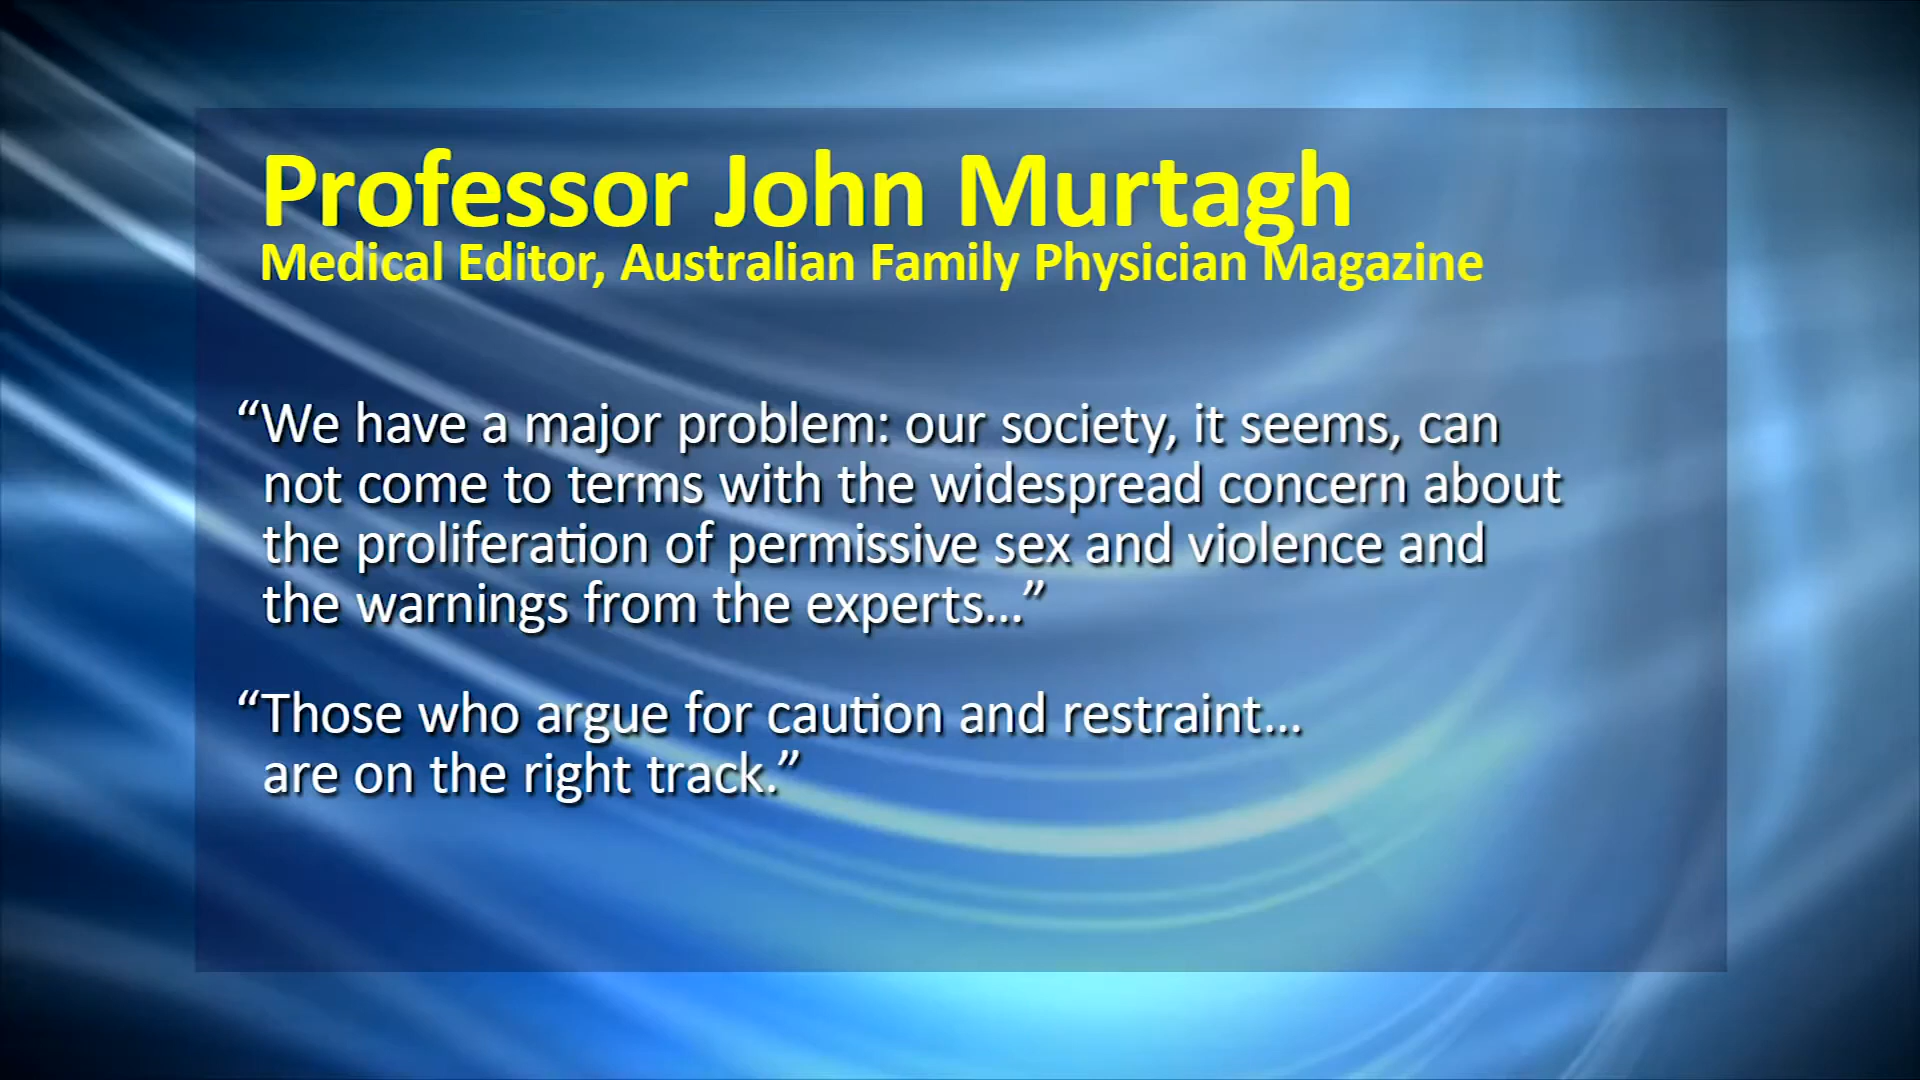 Professor John Murtagh
Medical Editor, Australian Family Physician Magazine
“We have a major problem: our society, it seems, can
not come to terms with the widespread concern about
the proliferation of permissive sex and violence and
the warnings from the experts...”
“Those who argue for caution and restraint...
are on the right track.”